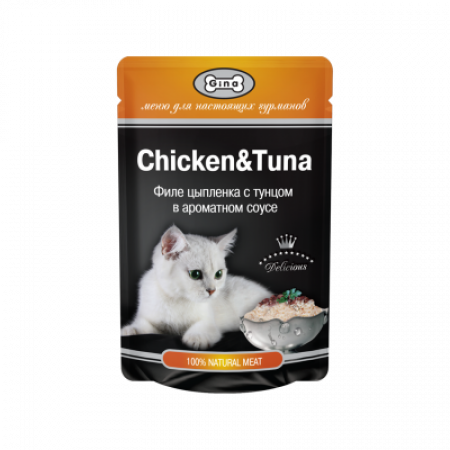 Gina
меню для настоящих гурманов
Chicken&Tuna
Филе цыпленка с тунцом
в ароматном соусе
Delicious
100% NATURAL MEAT